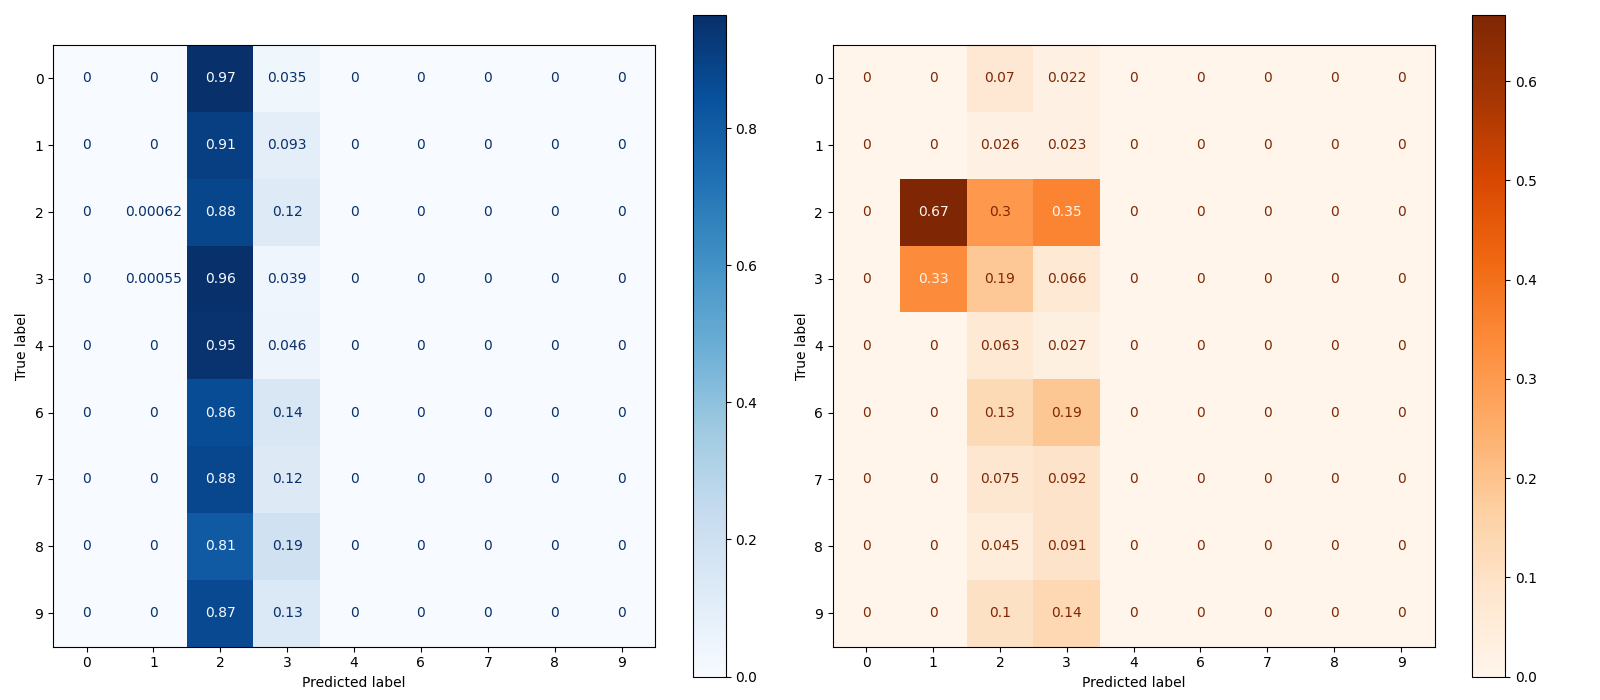 0 0 0 0.97 0.035 0 0 0 0 0
1 0 0 0.91 0.093 0 0 0 0 0
2 0 0.00062 0.88 0.12 0 0 0 0 0
3 0 0.00055 0.96 0.039 0 0 0 0 0
4 0 0 0.95 0.046 0 0 0 0 0
6 0 0 0.86 0.14 0 0 0 0 0
7 0 0 0.88 0.12 0 0 0 0 0
8 0 0 0.81 0.19 0 0 0 0 0
9 0 0 0.87 0.13 0 0 0 0 0
0 1 2 3 4 6 7 8 9
Predicted label
True label
0.8
0.6
0.4
0.2
0.0
0 0 0 0.07 0.022 0 0 0 0 0
1 0 0 0.026 0.023 0 0 0 0 0
2 0 0.67 0.3 0.35 0 0 0 0 0
3 0 0.33 0.19 0.066 0 0 0 0 0
4 0 0 0.063 0.027 0 0 0 0 0
6 0 0 0.13 0.19 0 0 0 0 0
7 0 0 0.075 0.092 0 0 0 0 0
8 0 0 0.045 0.091 0 0 0 0 0
9 0 0 0.1 0.14 0 0 0 0 0
0 1 2 3 4 6 7 8 9
Predicted label
True label
0.6
0.5
0.4
0.3
0.2
0.1
0.0